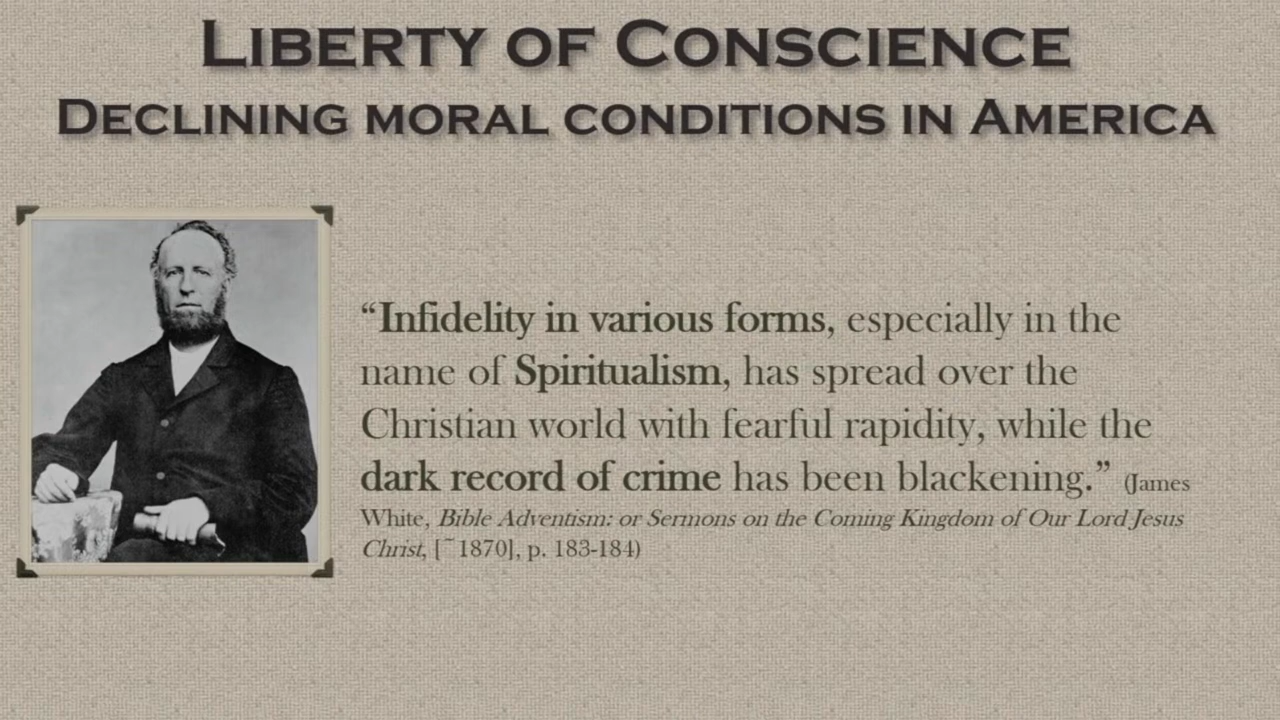 Liberty of Conscience
Declining moral conditions in America
“Infidelity in various forms, especially in the
name of Spiritualism, has spread over the
Christian world with fearful rapidity, while the
dark record of crime has been blackening.” (James
White, Bible Adventism: or Sermons on the Coming Kingdom of Our Lord Jesus
Christ, [~1870], p. 183-184)